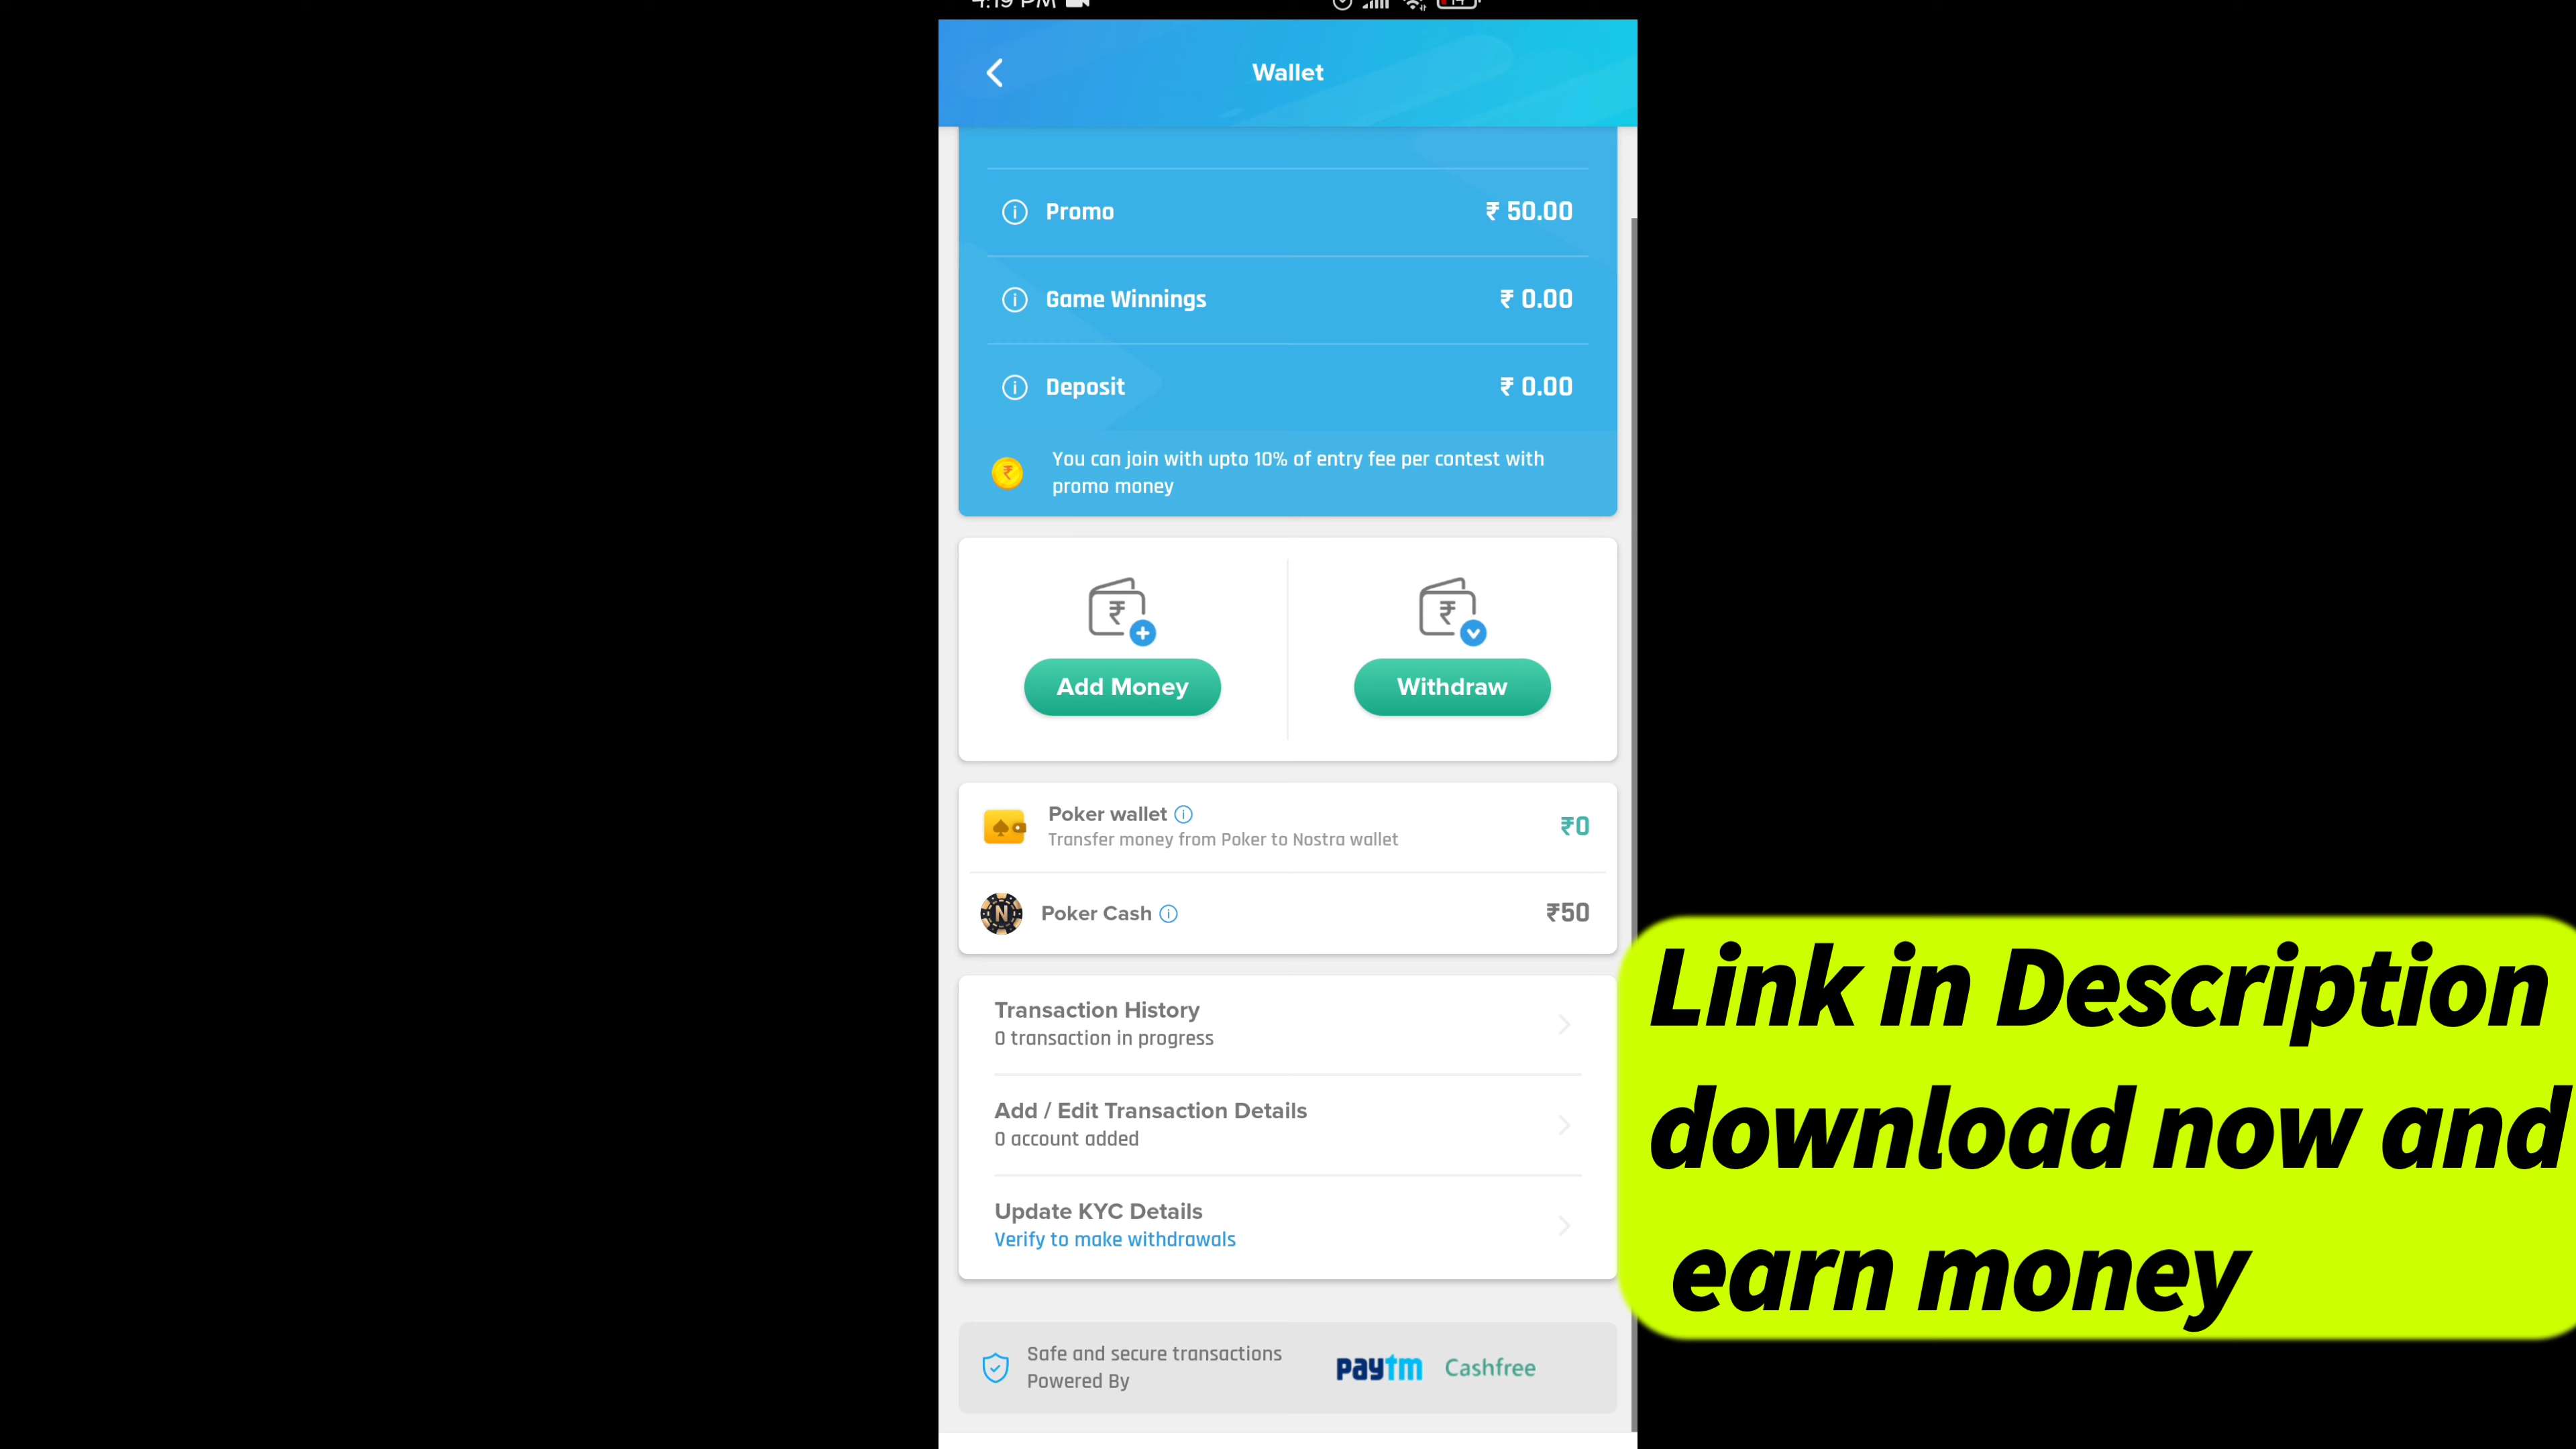 4:19 PM
14
Wallet
Promo ₹ 50.00
Game Winnings ₹ 0.00
Deposit ₹ 0.00
You can join with upto 10% of entry fee per contest with
promo money
Add Money
Withdraw
Poker wallet
Transfer money from Poker to Nostra wallet
₹0
Poker Cash ₹50
Transaction History
0 transaction in progress
Add / Edit Transaction Details
0 account added
Update KYC Details
Verify to make withdrawals
Safe and secure transactions
Powered By
paytm Cashfree
Link in Description
download now and
earn money